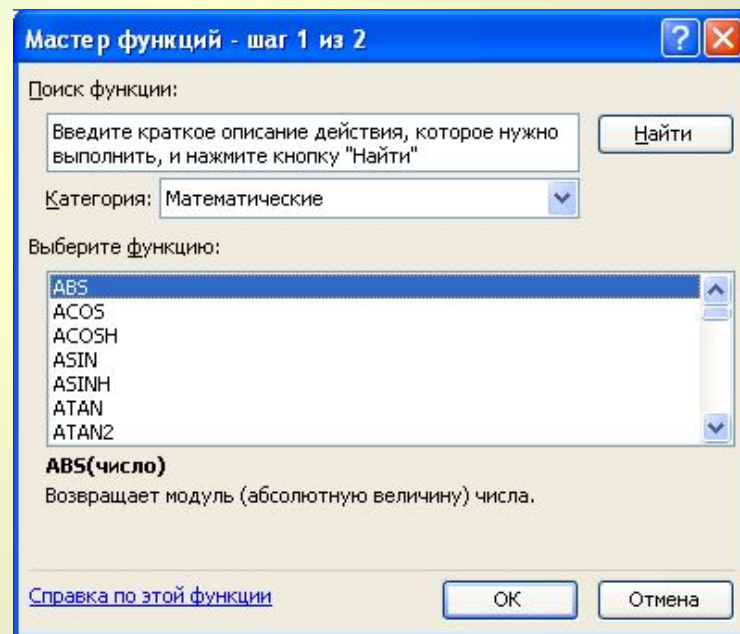 Мастер функций - шаг 1 из 2
Поиск функции:
Введите краткое описание действия, которое нужно
выполнить, и нажмите кнопку "Найти"
Найти
Категория: Математические
Выберите функцию:
ABS
ACOS
ACOSH
ASIN
ASINH
ATAN
ATAN2
ABS(число)
Возвращает модуль (абсолютную величину) числа.
Справка по этой функции
ОК
Отмена